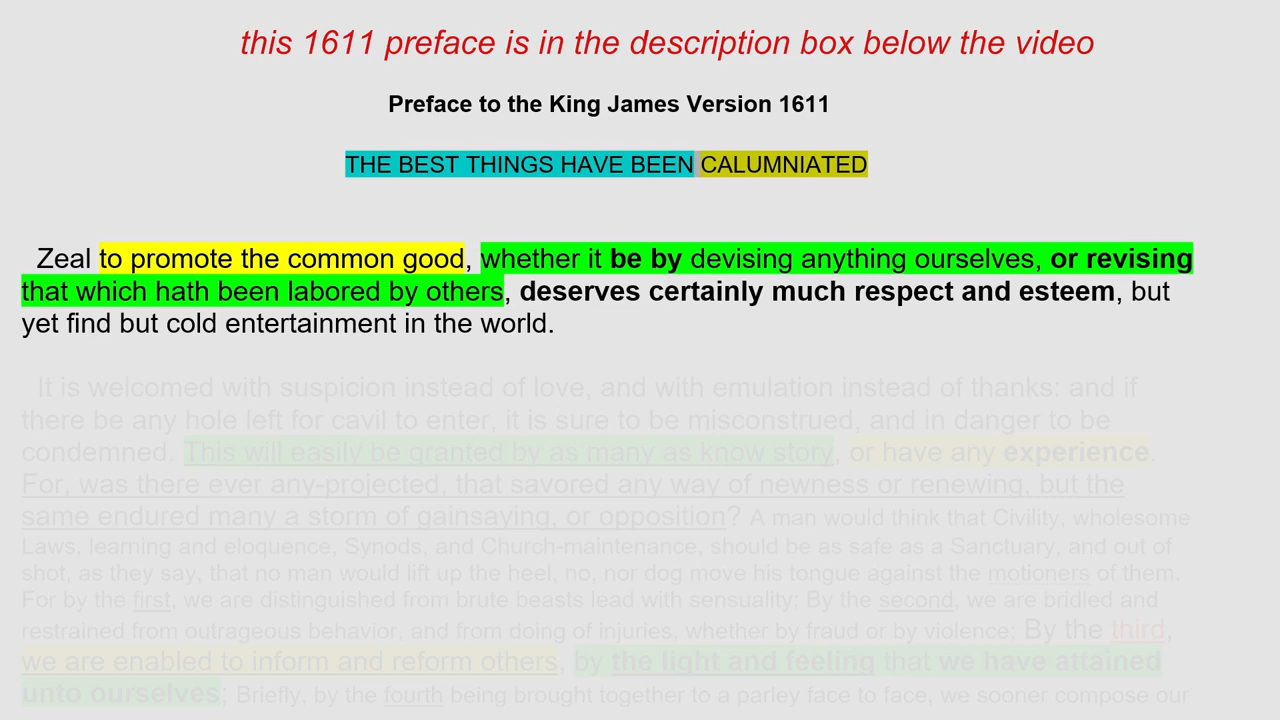 this 1611 preface is in the description box below the video
Preface to the King James Version 1611
THE BEST THINGS HAVE BEEN CALUMNIATED
Zeal to promote the common good, whether it be by devising anything ourselves, or revising
that which hath been labored by others, deserves certainly much respect and esteem, but
yet find but cold entertainment in the world.
It is welcomed with suspicion instead of love, and with emulation instead of thanks: and if
there be any hole left for cavil to enter, it is sure to be misconstrued, and in danger to be
condemned. This will easily be granted by as many as know story, or have any experience.
For, was there ever any-projected, that savored any way of newness or renewing, but the
same endured many a storm of gainsaying, or opposition? A man would think that Civility, wholesome
Laws, learning and eloquence, Synods, and Church-maintenance, should be as safe as a Sanctuary, and out of
shot, as they say, that no man would lift up the heel, no, nor dog move his tongue against the motioners of them.
For by the first, we are distinguished from brute beasts lead with sensuality; By the second, we are bridled and
restrained from outrageous behavior, and from doing of injuries, whether by fraud or by violence; By the third,
we are enabled to inform and reform others, by the light and feeling that we have attained
unto ourselves; Briefly, by the fourth being brought together to a parley face to face, we sooner compose our